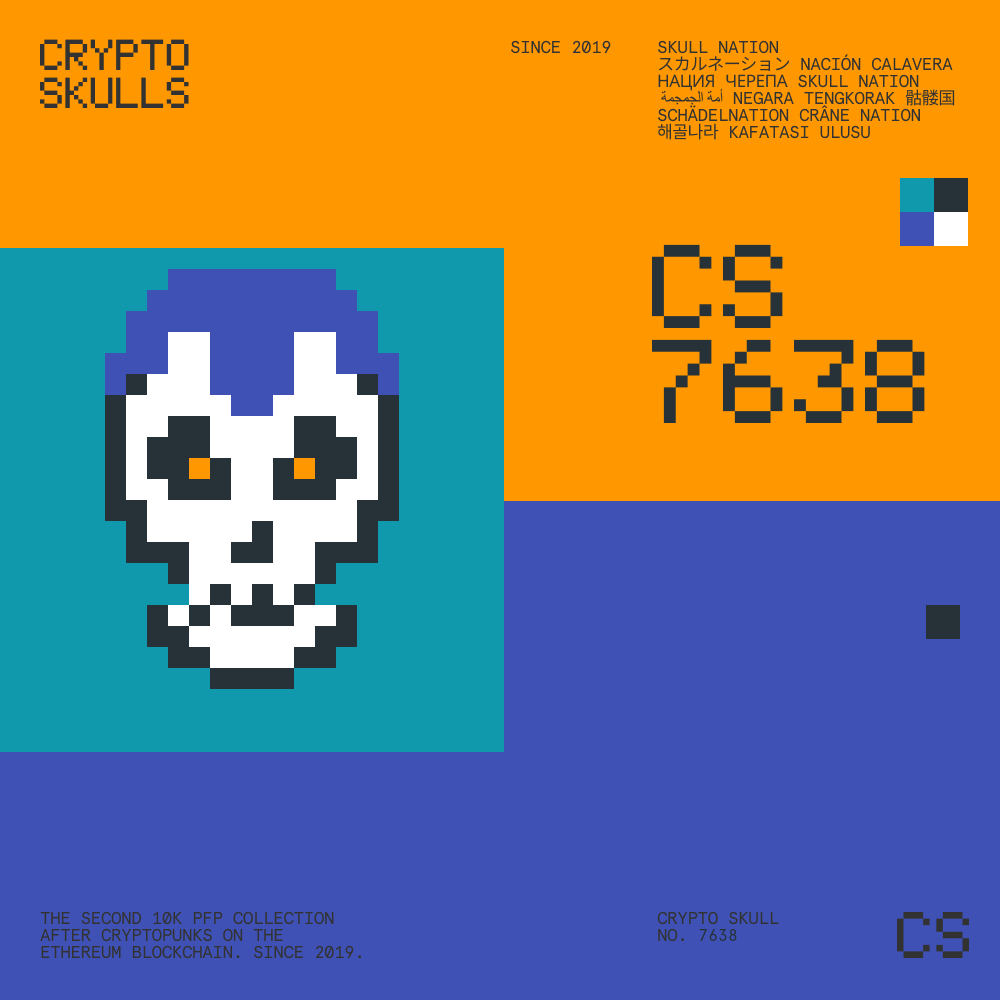 CRYPTO
SKULLS
SINCE 2019
SKULL NATION
スカルネーション NACIÓN CALAVERA
НАЦИЯ ЧЕРЕПА SKULL NATION
أمة الجمجمة NEGARA TENGKORAK 骷髅国
SCHÄDELNATION CRÂNE NATION
해골나라 KAFATASI ULUSU
CS
7638
THE SECOND 10K PFP COLLECTION
AFTER CRYPTOPUNKS ON THE
ETHEREUM BLOCKCHAIN. SINCE 2019.
CRYPTO SKULL
NO. 7638
CS